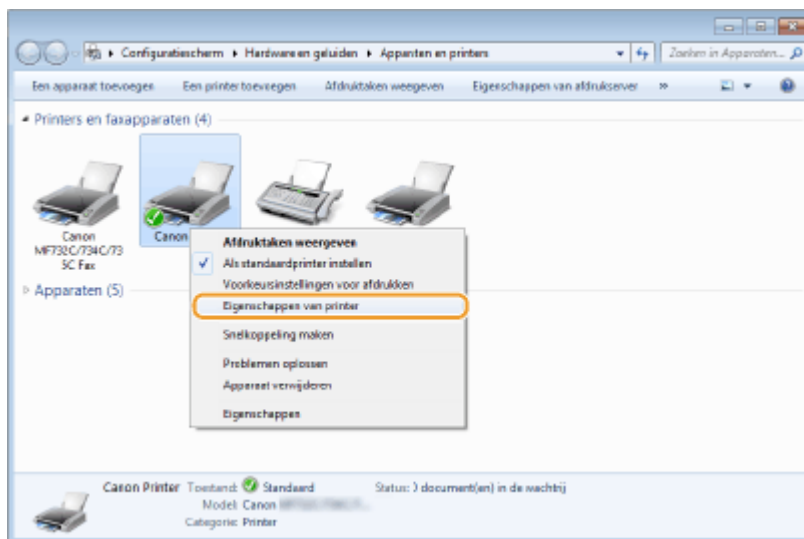 Configuratiescherm ▸ Hardware en geluiden ▸ Apparaten en printers
Zoeken in Apparaten...
Een apparaat toevoegen Een printer toevoegen Afdruktaken weergeven Eigenschappen van afdrukserver »
Printers en faxapparaten (4)
Canon
MF732C/734C/73
5C Fax
Canon
Afdruktaken weergeven
Als standaardprinter instellen
Voorkeursinstellingen voor afdrukken
Eigenschappen van printer
Snelkoppeling maken
Problemen oplossen
Apparaat verwijderen
Eigenschappen
Apparaten (5)
Canon Printer Toestand: Standaard Status: document(en) in de wachtrij
Model: Canon
Categorie: Printer